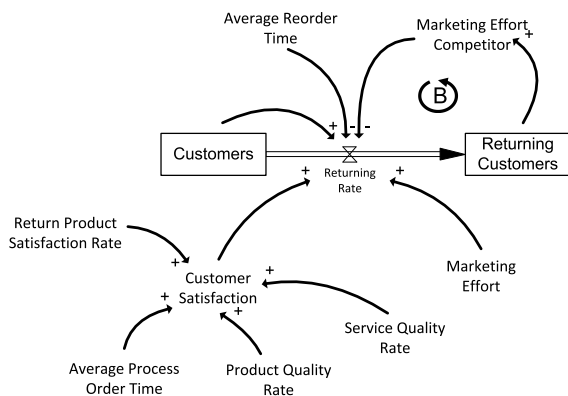 Average Reorder
Time
Marketing Effort
Competitor
+
B
+
-
-
Customers
Returning
Customers
Returning
Rate
+
+
Return Product
Satisfaction Rate
+
Customer
Satisfaction
+
+
+
Marketing
Effort
Service Quality
Rate
Average Process
Order Time
Product Quality
Rate